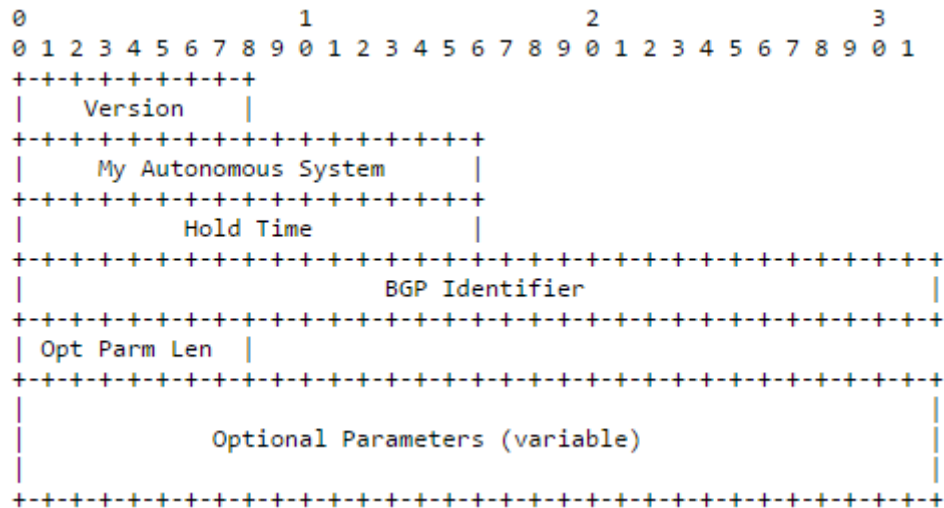 0                   1                   2                   3
0 1 2 3 4 5 6 7 8 9 0 1 2 3 4 5 6 7 8 9 0 1 2 3 4 5 6 7 8 9 0 1
+-+-+-+-+-+-+-+-+
|    Version    |
+-+-+-+-+-+-+-+-+-+-+-+-+-+-+-+-+
|     My Autonomous System      |
+-+-+-+-+-+-+-+-+-+-+-+-+-+-+-+-+
|           Hold Time           |
+-+-+-+-+-+-+-+-+-+-+-+-+-+-+-+-+-+-+-+-+-+-+-+-+-+-+-+-+-+-+-+-+
|                         BGP Identifier                        |
+-+-+-+-+-+-+-+-+-+-+-+-+-+-+-+-+-+-+-+-+-+-+-+-+-+-+-+-+-+-+-+-+
| Opt Parm Len  |
+-+-+-+-+-+-+-+-+-+-+-+-+-+-+-+-+-+-+-+-+-+-+-+-+-+-+-+-+-+-+-+-+
|                                                               |
|             Optional Parameters (variable)                    |
|                                                               |
+-+-+-+-+-+-+-+-+-+-+-+-+-+-+-+-+-+-+-+-+-+-+-+-+-+-+-+-+-+-+-+-+